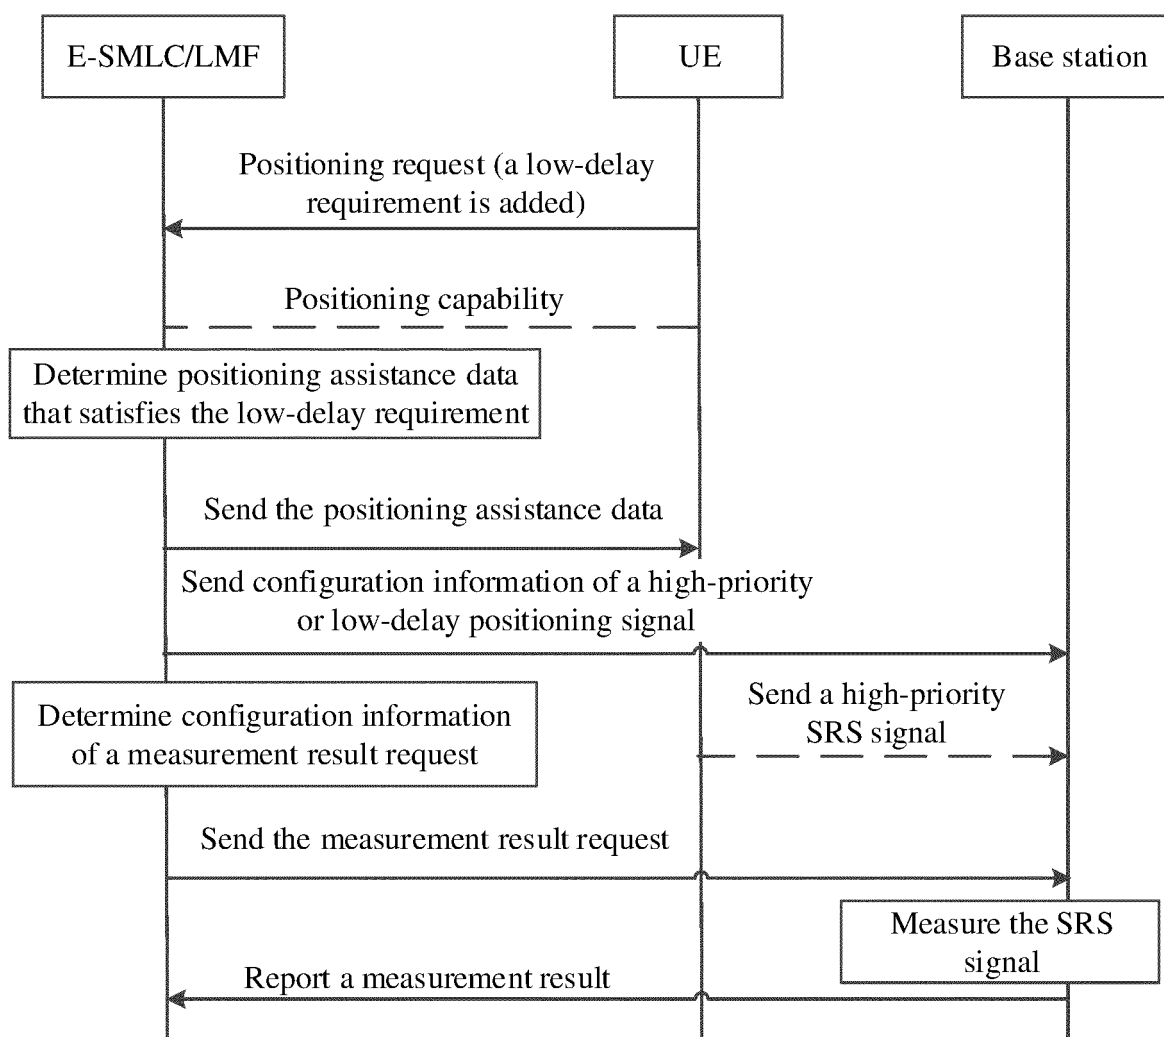 E-SMLC/LMF
UE
Base station
Positioning request (a low-delay
requirement is added)
Positioning capability
Determine positioning assistance data
that satisfies the low-delay requirement
Send the positioning assistance data
Send configuration information of a high-priority
or low-delay positioning signal
Determine configuration information
of a measurement result request
Send a high-priority
SRS signal
Send the measurement result request
Measure the SRS
signal
Report a measurement result